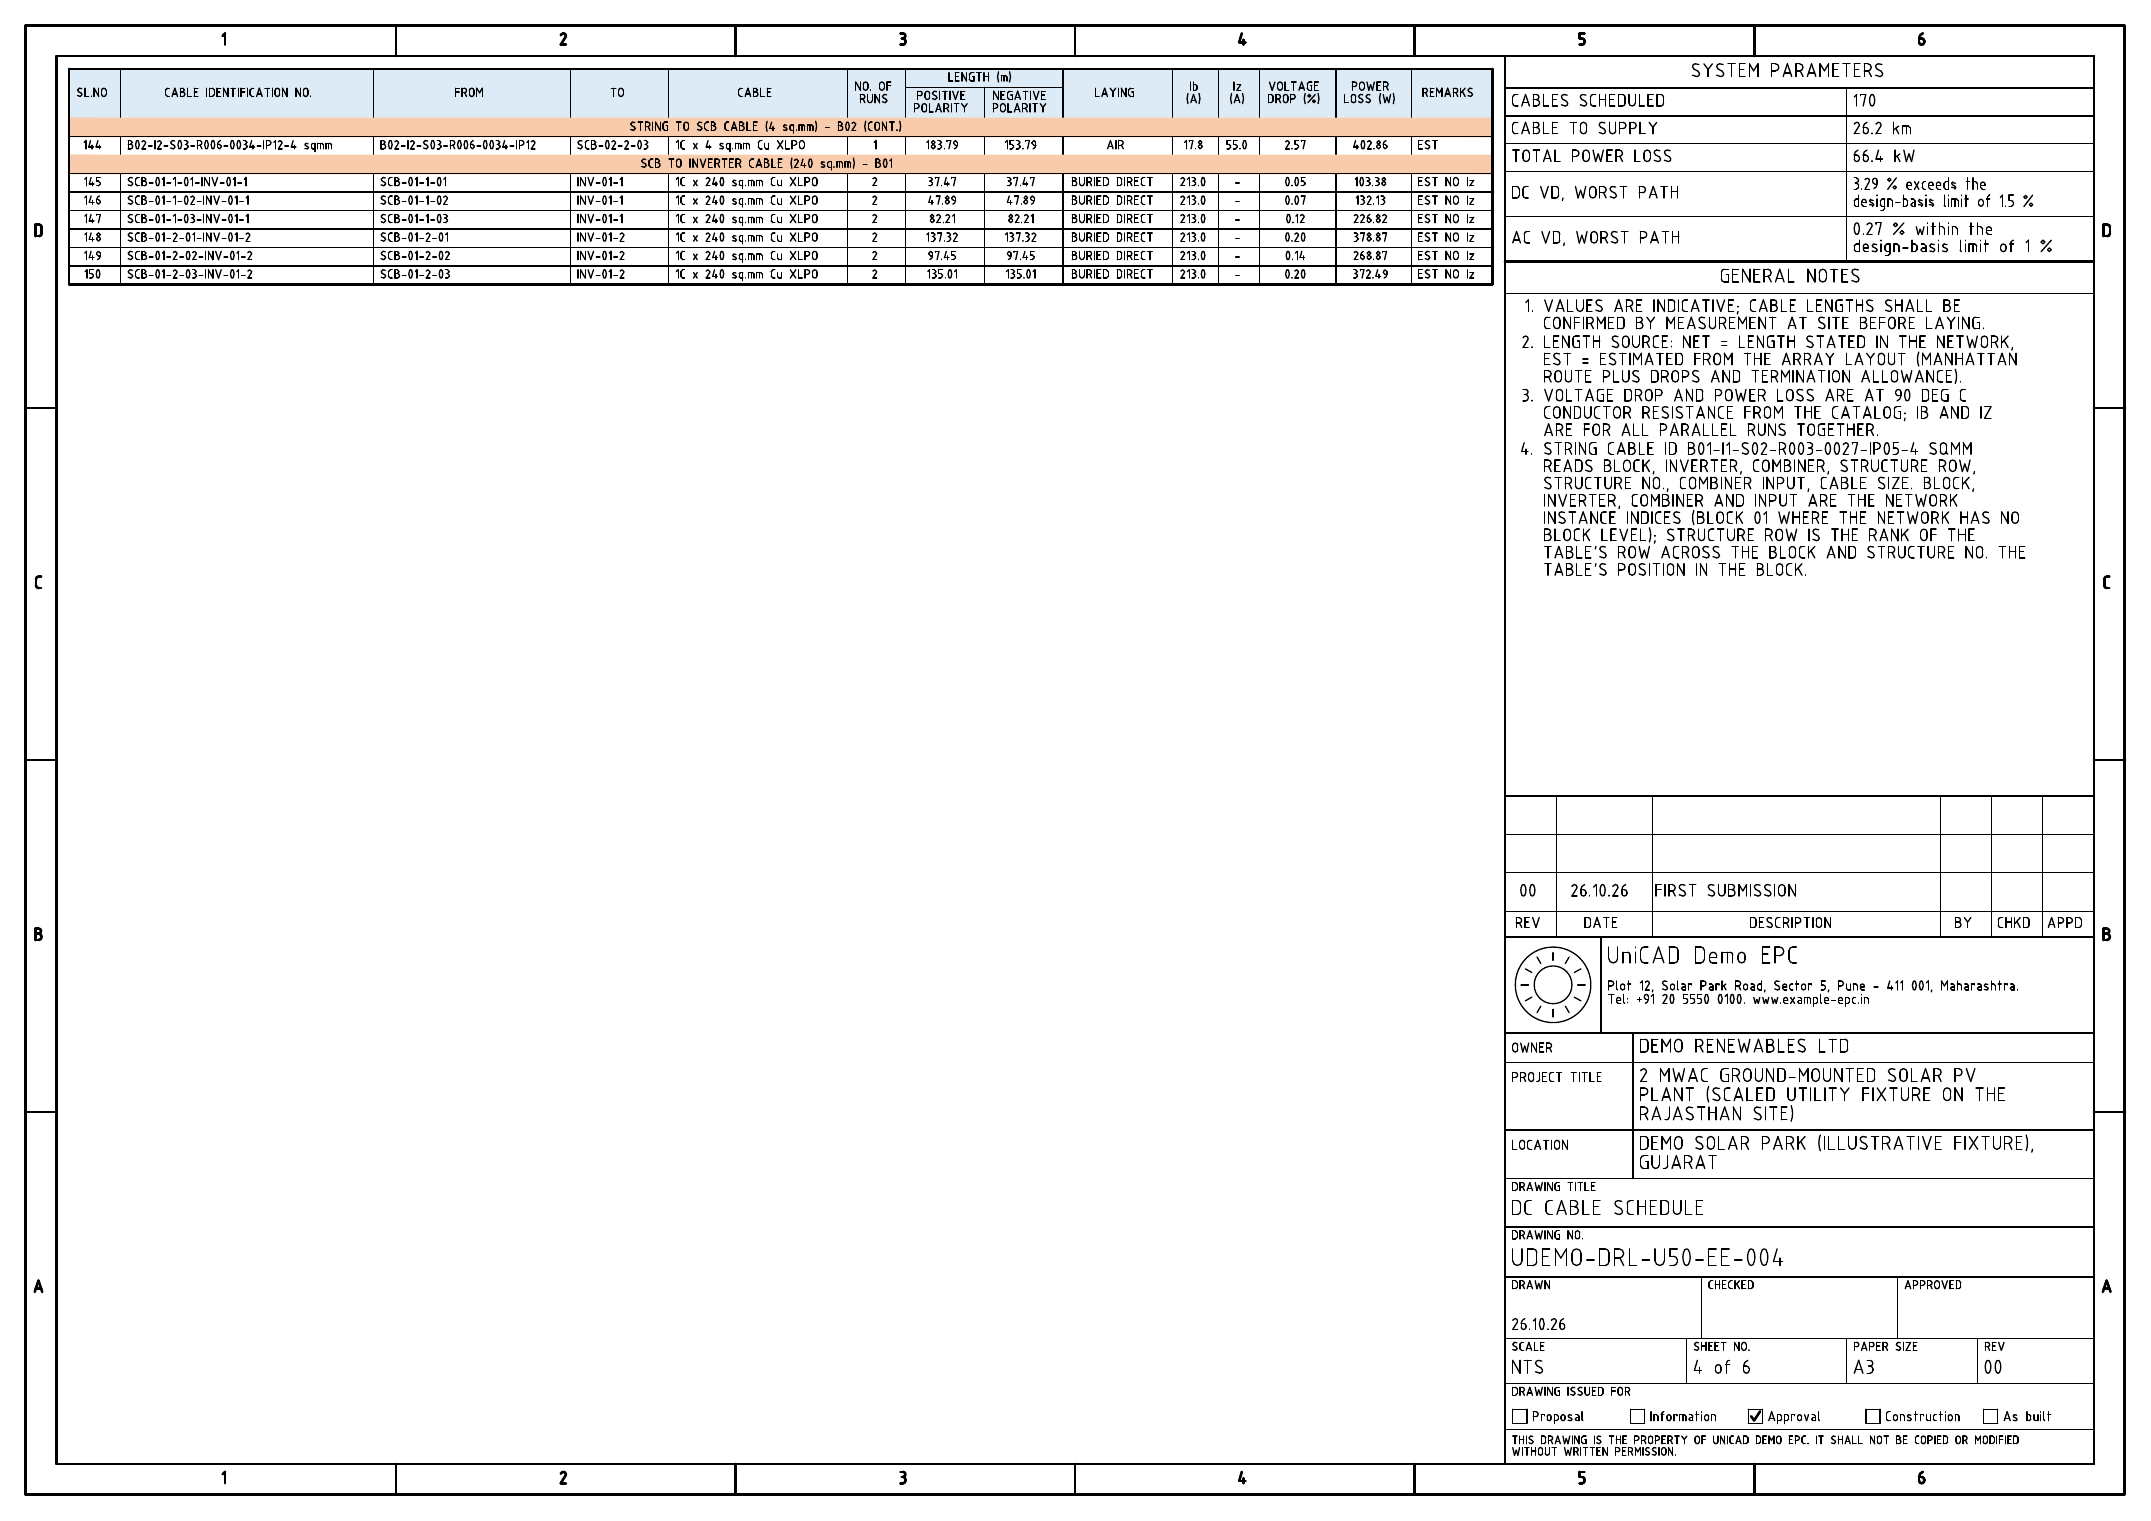 1 2 3 4 5 6
SL.NO CABLE IDENTIFICATION NO. FROM TO CABLE NO. OF RUNS LENGTH (m) POSITIVE POLARITY NEGATIVE POLARITY LAYING Ib (A) Iz (A) VOLTAGE DROP (%) POWER LOSS (W) REMARKS
STRING TO SCB CABLE (4 sq.mm) - B02 (CONT.)
144 B02-I2-S03-R006-0034-IP12-4 sqmm B02-I2-S03-R006-0034-IP12 SCB-02-2-03 1C x 4 sq.mm Cu XLPO 1 183.79 153.79 AIR 17.8 55.0 2.57 402.86 EST
SCB TO INVERTER CABLE (240 sq.mm) - B01
145 SCB-01-1-01-INV-01-1 SCB-01-1-01 INV-01-1 1C x 240 sq.mm Cu XLPO 2 37.47 37.47 BURIED DIRECT 213.0 - 0.05 103.38 EST NO Iz
146 SCB-01-1-02-INV-01-1 SCB-01-1-02 INV-01-1 1C x 240 sq.mm Cu XLPO 2 47.89 47.89 BURIED DIRECT 213.0 - 0.07 132.13 EST NO Iz
147 SCB-01-1-03-INV-01-1 SCB-01-1-03 INV-01-1 1C x 240 sq.mm Cu XLPO 2 82.21 82.21 BURIED DIRECT 213.0 - 0.12 226.82 EST NO Iz
148 SCB-01-2-01-INV-01-2 SCB-01-2-01 INV-01-2 1C x 240 sq.mm Cu XLPO 2 137.32 137.32 BURIED DIRECT 213.0 - 0.20 378.87 EST NO Iz
149 SCB-01-2-02-INV-01-2 SCB-01-2-02 INV-01-2 1C x 240 sq.mm Cu XLPO 2 97.45 97.45 BURIED DIRECT 213.0 - 0.14 268.87 EST NO Iz
150 SCB-01-2-03-INV-01-2 SCB-01-2-03 INV-01-2 1C x 240 sq.mm Cu XLPO 2 135.01 135.01 BURIED DIRECT 213.0 - 0.20 372.49 EST NO Iz
SYSTEM PARAMETERS
CABLES SCHEDULED 170
CABLE TO SUPPLY 26.2 km
TOTAL POWER LOSS 66.4 kW
DC VD, WORST PATH 3.29 % exceeds the
design-basis limit of 1.5 %
AC VD, WORST PATH 0.27 % within the
design-basis limit of 1 %
GENERAL NOTES
1. VALUES ARE INDICATIVE; CABLE LENGTHS SHALL BE
CONFIRMED BY MEASUREMENT AT SITE BEFORE LAYING.
2. LENGTH SOURCE: NET = LENGTH STATED IN THE NETWORK,
EST = ESTIMATED FROM THE ARRAY LAYOUT (MANHATTAN
ROUTE PLUS DROPS AND TERMINATION ALLOWANCE).
3. VOLTAGE DROP AND POWER LOSS ARE AT 90 DEG C
CONDUCTOR RESISTANCE FROM THE CATALOG; IB AND IZ
ARE FOR ALL PARALLEL RUNS TOGETHER.
4. STRING CABLE ID B01-I1-S02-R003-0027-IP05-4 SQMM
READS BLOCK, INVERTER, COMBINER, STRUCTURE ROW,
STRUCTURE NO., COMBINER INPUT, CABLE SIZE. BLOCK,
INVERTER, COMBINER AND INPUT ARE THE NETWORK
INSTANCE INDICES (BLOCK 01 WHERE THE NETWORK HAS NO
BLOCK LEVEL); STRUCTURE ROW IS THE RANK OF THE
TABLE'S ROW ACROSS THE BLOCK AND STRUCTURE NO. THE
TABLE'S POSITION IN THE BLOCK.
00 26.10.26 FIRST SUBMISSION
REV DATE DESCRIPTION BY CHKD APPD
UniCAD Demo EPC
Plot 12, Solar Park Road, Sector 5, Pune - 411 001, Maharashtra.
Tel: +91 20 5550 0100. www.example-epc.in
OWNER DEMO RENEWABLES LTD
PROJECT TITLE 2 MWAC GROUND-MOUNTED SOLAR PV
PLANT (SCALED UTILITY FIXTURE ON THE
RAJASTHAN SITE)
LOCATION DEMO SOLAR PARK (ILLUSTRATIVE FIXTURE),
GUJARAT
DRAWING TITLE
DC CABLE SCHEDULE
DRAWING NO.
UDEMO-DRL-U50-EE-004
DRAWN CHECKED APPROVED
26.10.26
SCALE SHEET NO. PAPER SIZE REV
NTS 4 of 6 A3 00
DRAWING ISSUED FOR
Proposal Information Approval Construction As built
THIS DRAWING IS THE PROPERTY OF UNICAD DEMO EPC. IT SHALL NOT BE COPIED OR MODIFIED
WITHOUT WRITTEN PERMISSION.
D D
C C
B B
A A
1 2 3 4 5 6